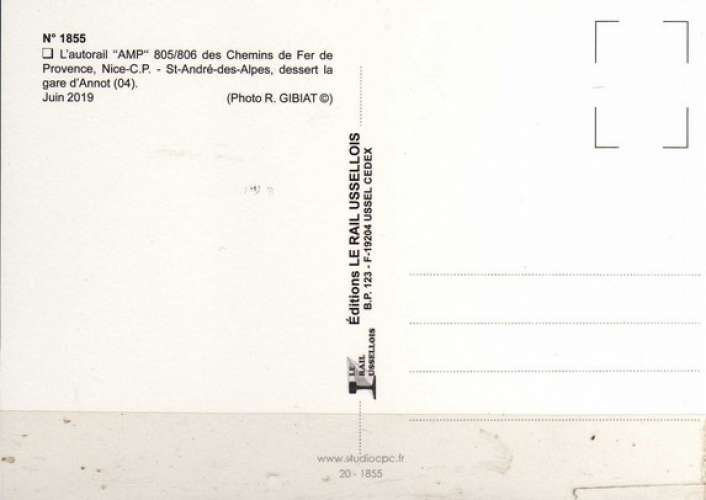 N° 1855
❏ L'autorail "AMP" 805/806 des Chemins de Fer de
Provence, Nice-C.P. - St-André-des-Alpes, dessert la
gare d'Annot (04).
Juin 2019 (Photo R. GIBIAT ©)
Éditions LE RAIL USSELLOIS
B.P. 123 - F-19204 USSEL CEDEX
LE
RAIL
USSELLOIS
www.studiocpc.fr
20 - 1855